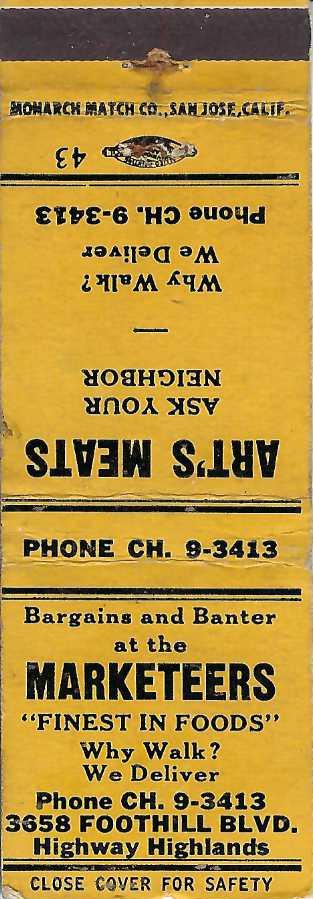 MONARCH MATCH CO., SAN JOSE, CALIF.
43
ART'S MEATS
ASK YOUR
NEIGHBOR
—
Why Walk?
We Deliver
Phone CH. 9-3413
PHONE CH. 9-3413
Bargains and Banter
at the
MARKETEERS
"FINEST IN FOODS"
Why Walk?
We Deliver
Phone CH. 9-3413
3658 FOOTHILL BLVD.
Highway Highlands
CLOSE COVER FOR SAFETY